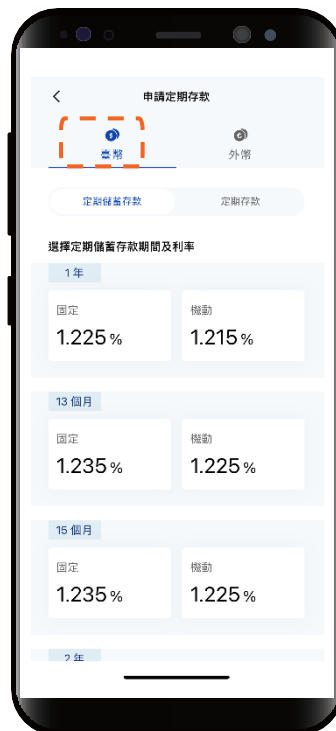 申請定期存款
臺幣 外幣
定期儲蓄存款 定期存款
選擇定期儲蓄存款期間及利率
1 年
固定 機動
1.225 % 1.215 %
13 個月
固定 機動
1.235 % 1.225 %
15 個月
固定 機動
1.235 % 1.225 %
2 年